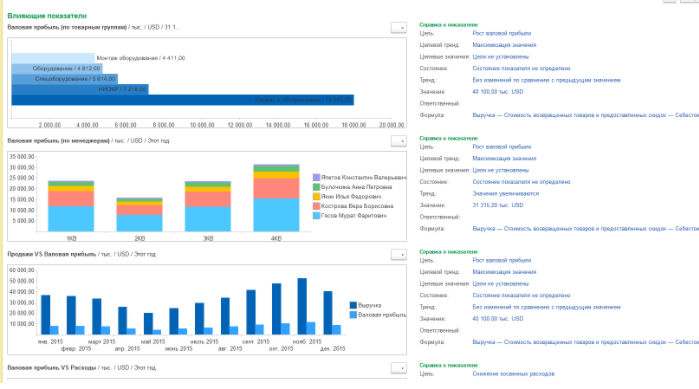 Влияющие показатели
Валовая прибыль (по товарным группам) / тыс. / USD / 31.1...
Монтаж оборудования / 4 411,00
Оборудование / 4 812,00
Спецоборудование / 5 614,00
НИОКР / 7 218,00
2 000,00 4 000,00 6 000,00 8 000,00 10 000,00 12 000,00 14 000,00 16 000,00 18 000,00 20 000,00
Справка о показателе
Цель: Рост валовой прибыли
Целевой тренд: Максимизация значения
Целевые значения: Цели не установлены
Состояние: Состояние показателя не определено
Тренд: Без изменений по сравнению с предыдущим значением
Значение: 40 100,00 тыс. USD
Ответственный:
Формула: Выручка — Стоимость возвращенных товаров и предоставленных скидок — Себестои
Валовая прибыль (по менеджерам) / тыс. / USD / Этот год
35 000,00
30 000,00
25 000,00
20 000,00
15 000,00
10 000,00
5 000,00
1КВ 2КВ 3КВ 4КВ
Ипатов Константин Валерьевич
Булочкина Анна Петровна
Янин Илья Федорович
Кострова Вера Борисовна
Гасов Мурат Фаритович
Справка о показателе
Цель: Рост валовой прибыли
Целевой тренд: Максимизация значения
Целевые значения: Цели не установлены
Состояние: Состояние показателя не определено
Тренд: Значения увеличиваются
Значение: 31 215,20 тыс. USD
Ответственный:
Формула: Выручка — Стоимость возвращенных товаров и предоставленных скидок — Себестои
Продажи VS Валовая прибыль / тыс. / USD / Этот год
60 000,00
50 000,00
40 000,00
30 000,00
20 000,00
10 000,00
янв. 2015 март 2015 май 2015 июль 2015 сент. 2015 нояб. 2015
февр. 2015 апр. 2015 июнь 2015 авг. 2015 окт. 2015 дек. 2015
Выручка
Валовая прибыль
Справка о показателе
Цель: Рост валовой прибыли
Целевой тренд: Максимизация значения
Целевые значения: Цели не установлены
Состояние: Состояние показателя не определено
Тренд: Без изменений по сравнению с предыдущим значением
Значение: 40 100,00 тыс. USD
Ответственный:
Формула: Выручка — Стоимость возвращенных товаров и предоставленных скидок — Себестои
Валовая прибыль VS Расходы / тыс. / USD / Этот год
Справка о показателе
Цель: Снижение косвенных расходов